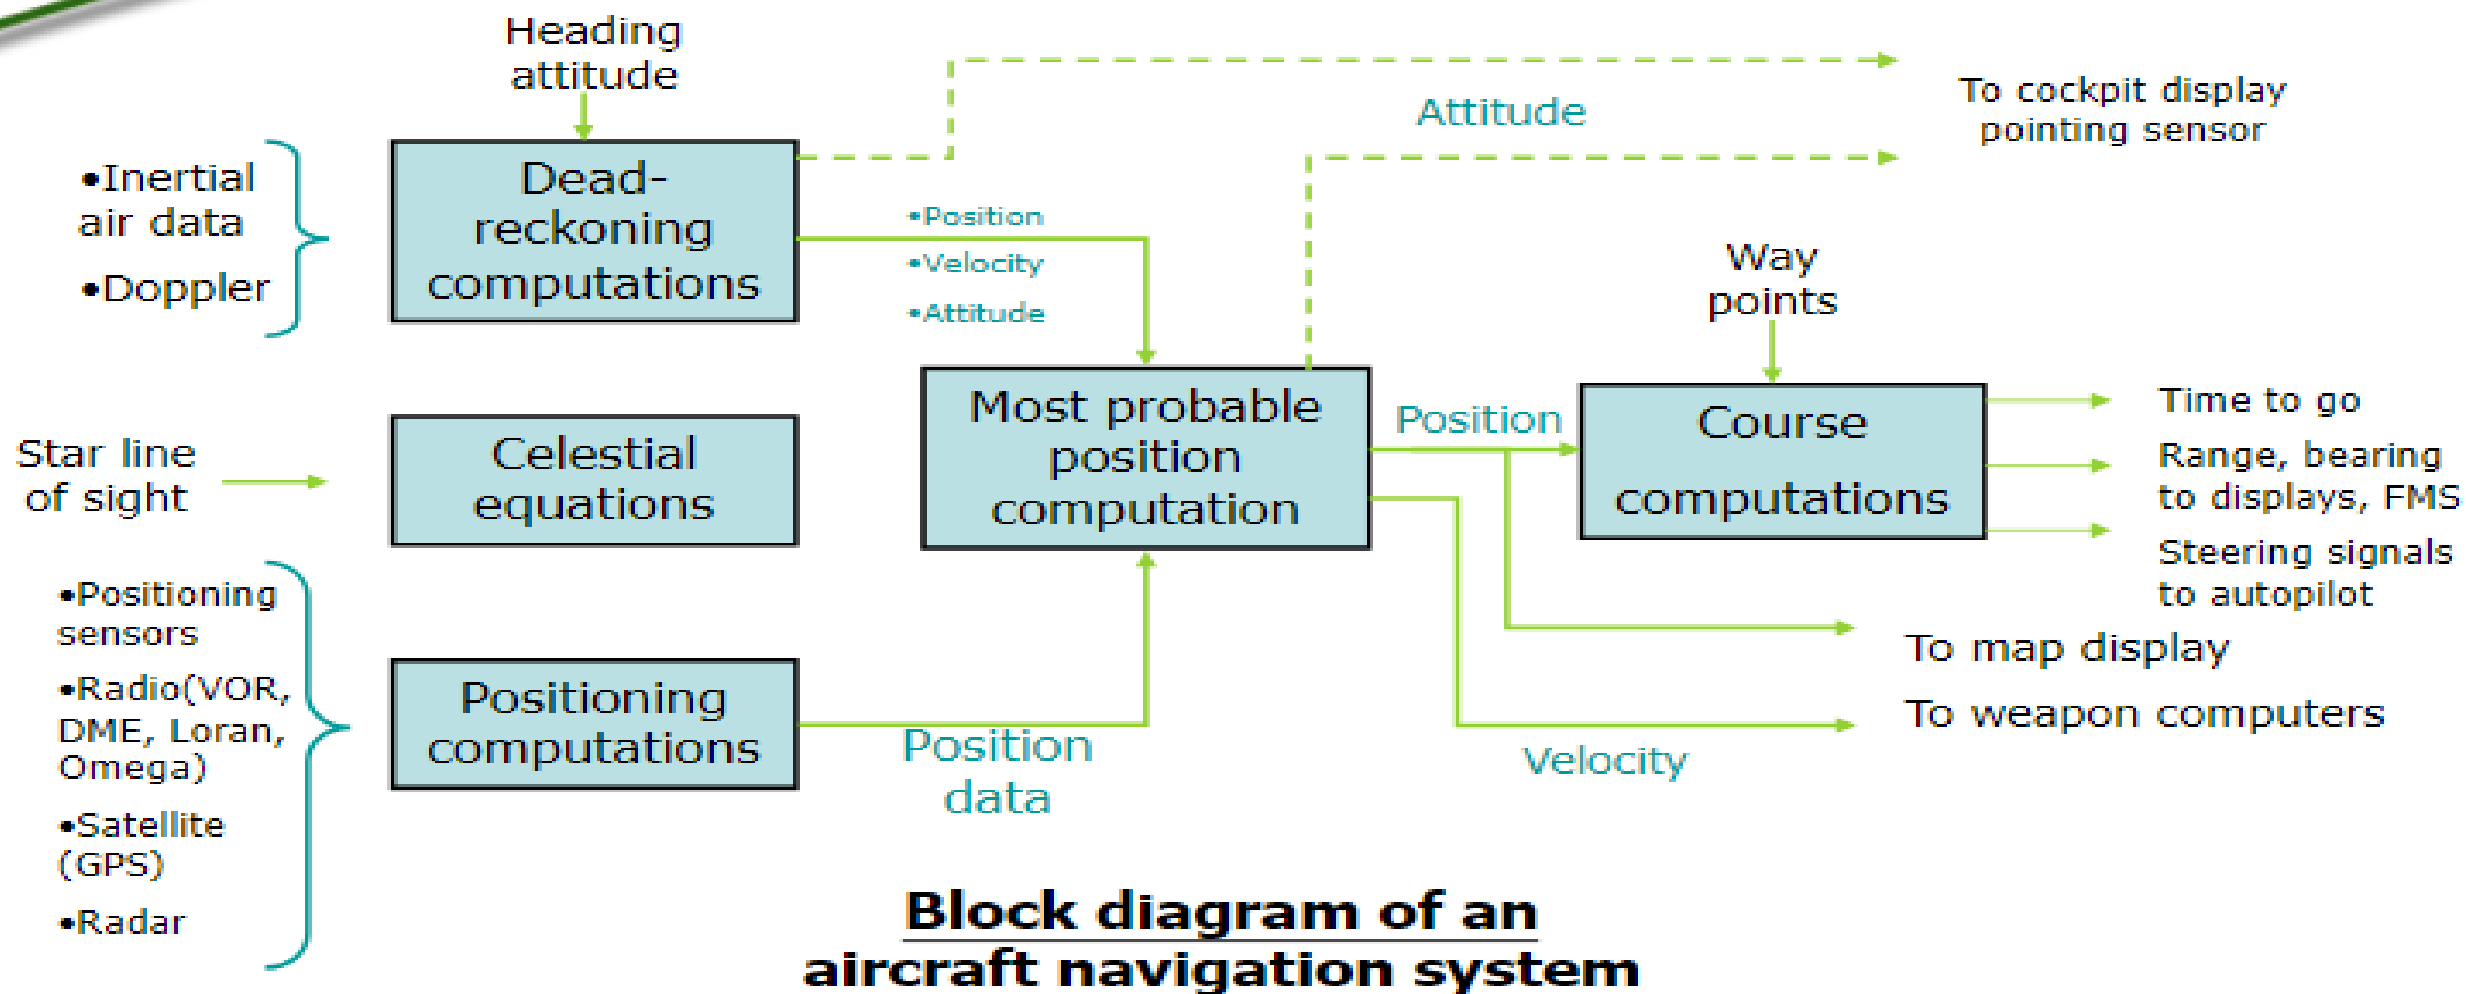 Heading
attitude
•Inertial
air data
•Doppler
Dead-
reckoning
computations
•Position
•Velocity
•Attitude
Attitude
To cockpit display
pointing sensor
Way
points
Star line
of sight
Celestial
equations
Most probable
position
computation
Position
Course
computations
Time to go
Range, bearing
to displays, FMS
Steering signals
to autopilot
•Positioning
sensors
•Radio(VOR,
DME, Loran,
Omega)
•Satellite
(GPS)
•Radar
Positioning
computations
Position
data
To map display
To weapon computers
Velocity
Block diagram of an
aircraft navigation system